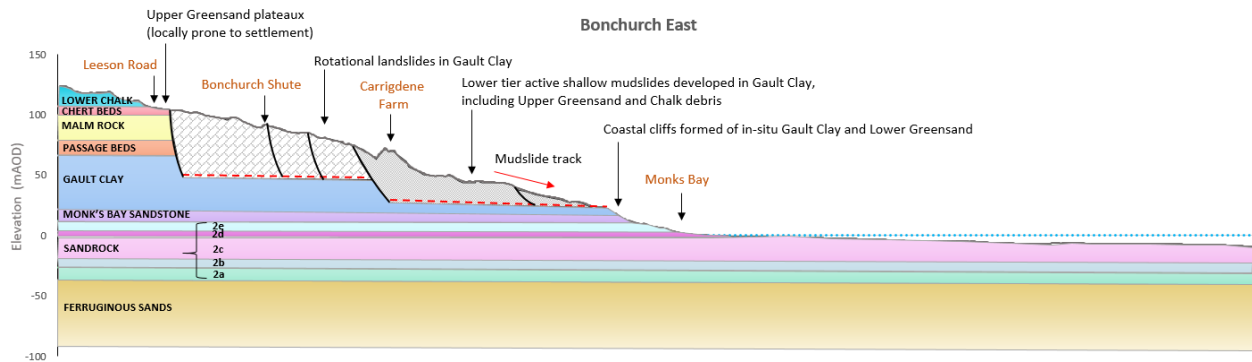 Bonchurch East
Upper Greensand plateaux
(locally prone to settlement)
Leeson Road
Bonchurch Shute
Rotational landslides in Gault Clay
Carrigdene
Farm
Lower tier active shallow mudslides developed in Gault Clay,
including Upper Greensand and Chalk debris
Coastal cliffs formed of in-situ Gault Clay and Lower Greensand
Mudslide track
Monks Bay
Elevation (mAOD)
150
100
50
0
-50
-100
LOWER CHALK
CHERT BEDS
MALM ROCK
PASSAGE BEDS
GAULT CLAY
MONK'S BAY SANDSTONE
SANDROCK
2e
2d
2c
2b
2a
FERRUGINOUS SANDS